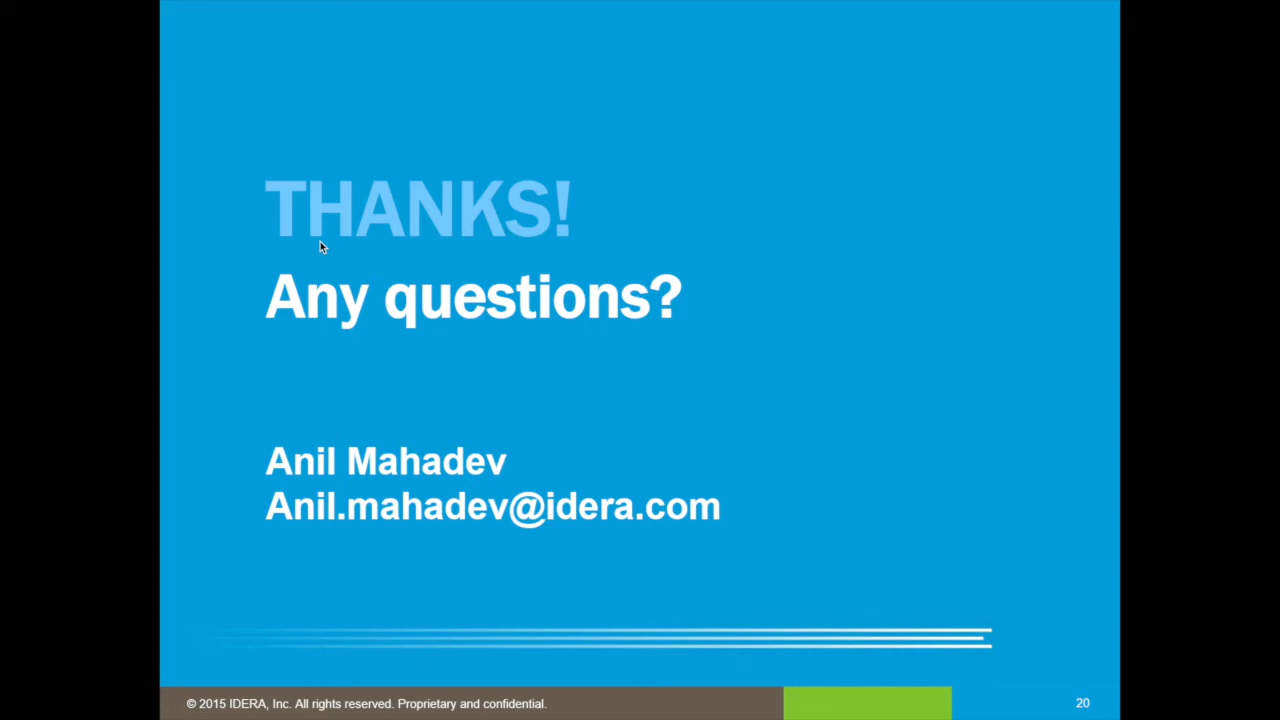 THANKS!
Any questions?
Anil Mahadev
Anil.mahadev@idera.com
© 2015 IDERA, Inc. All rights reserved. Proprietary and confidential.
20